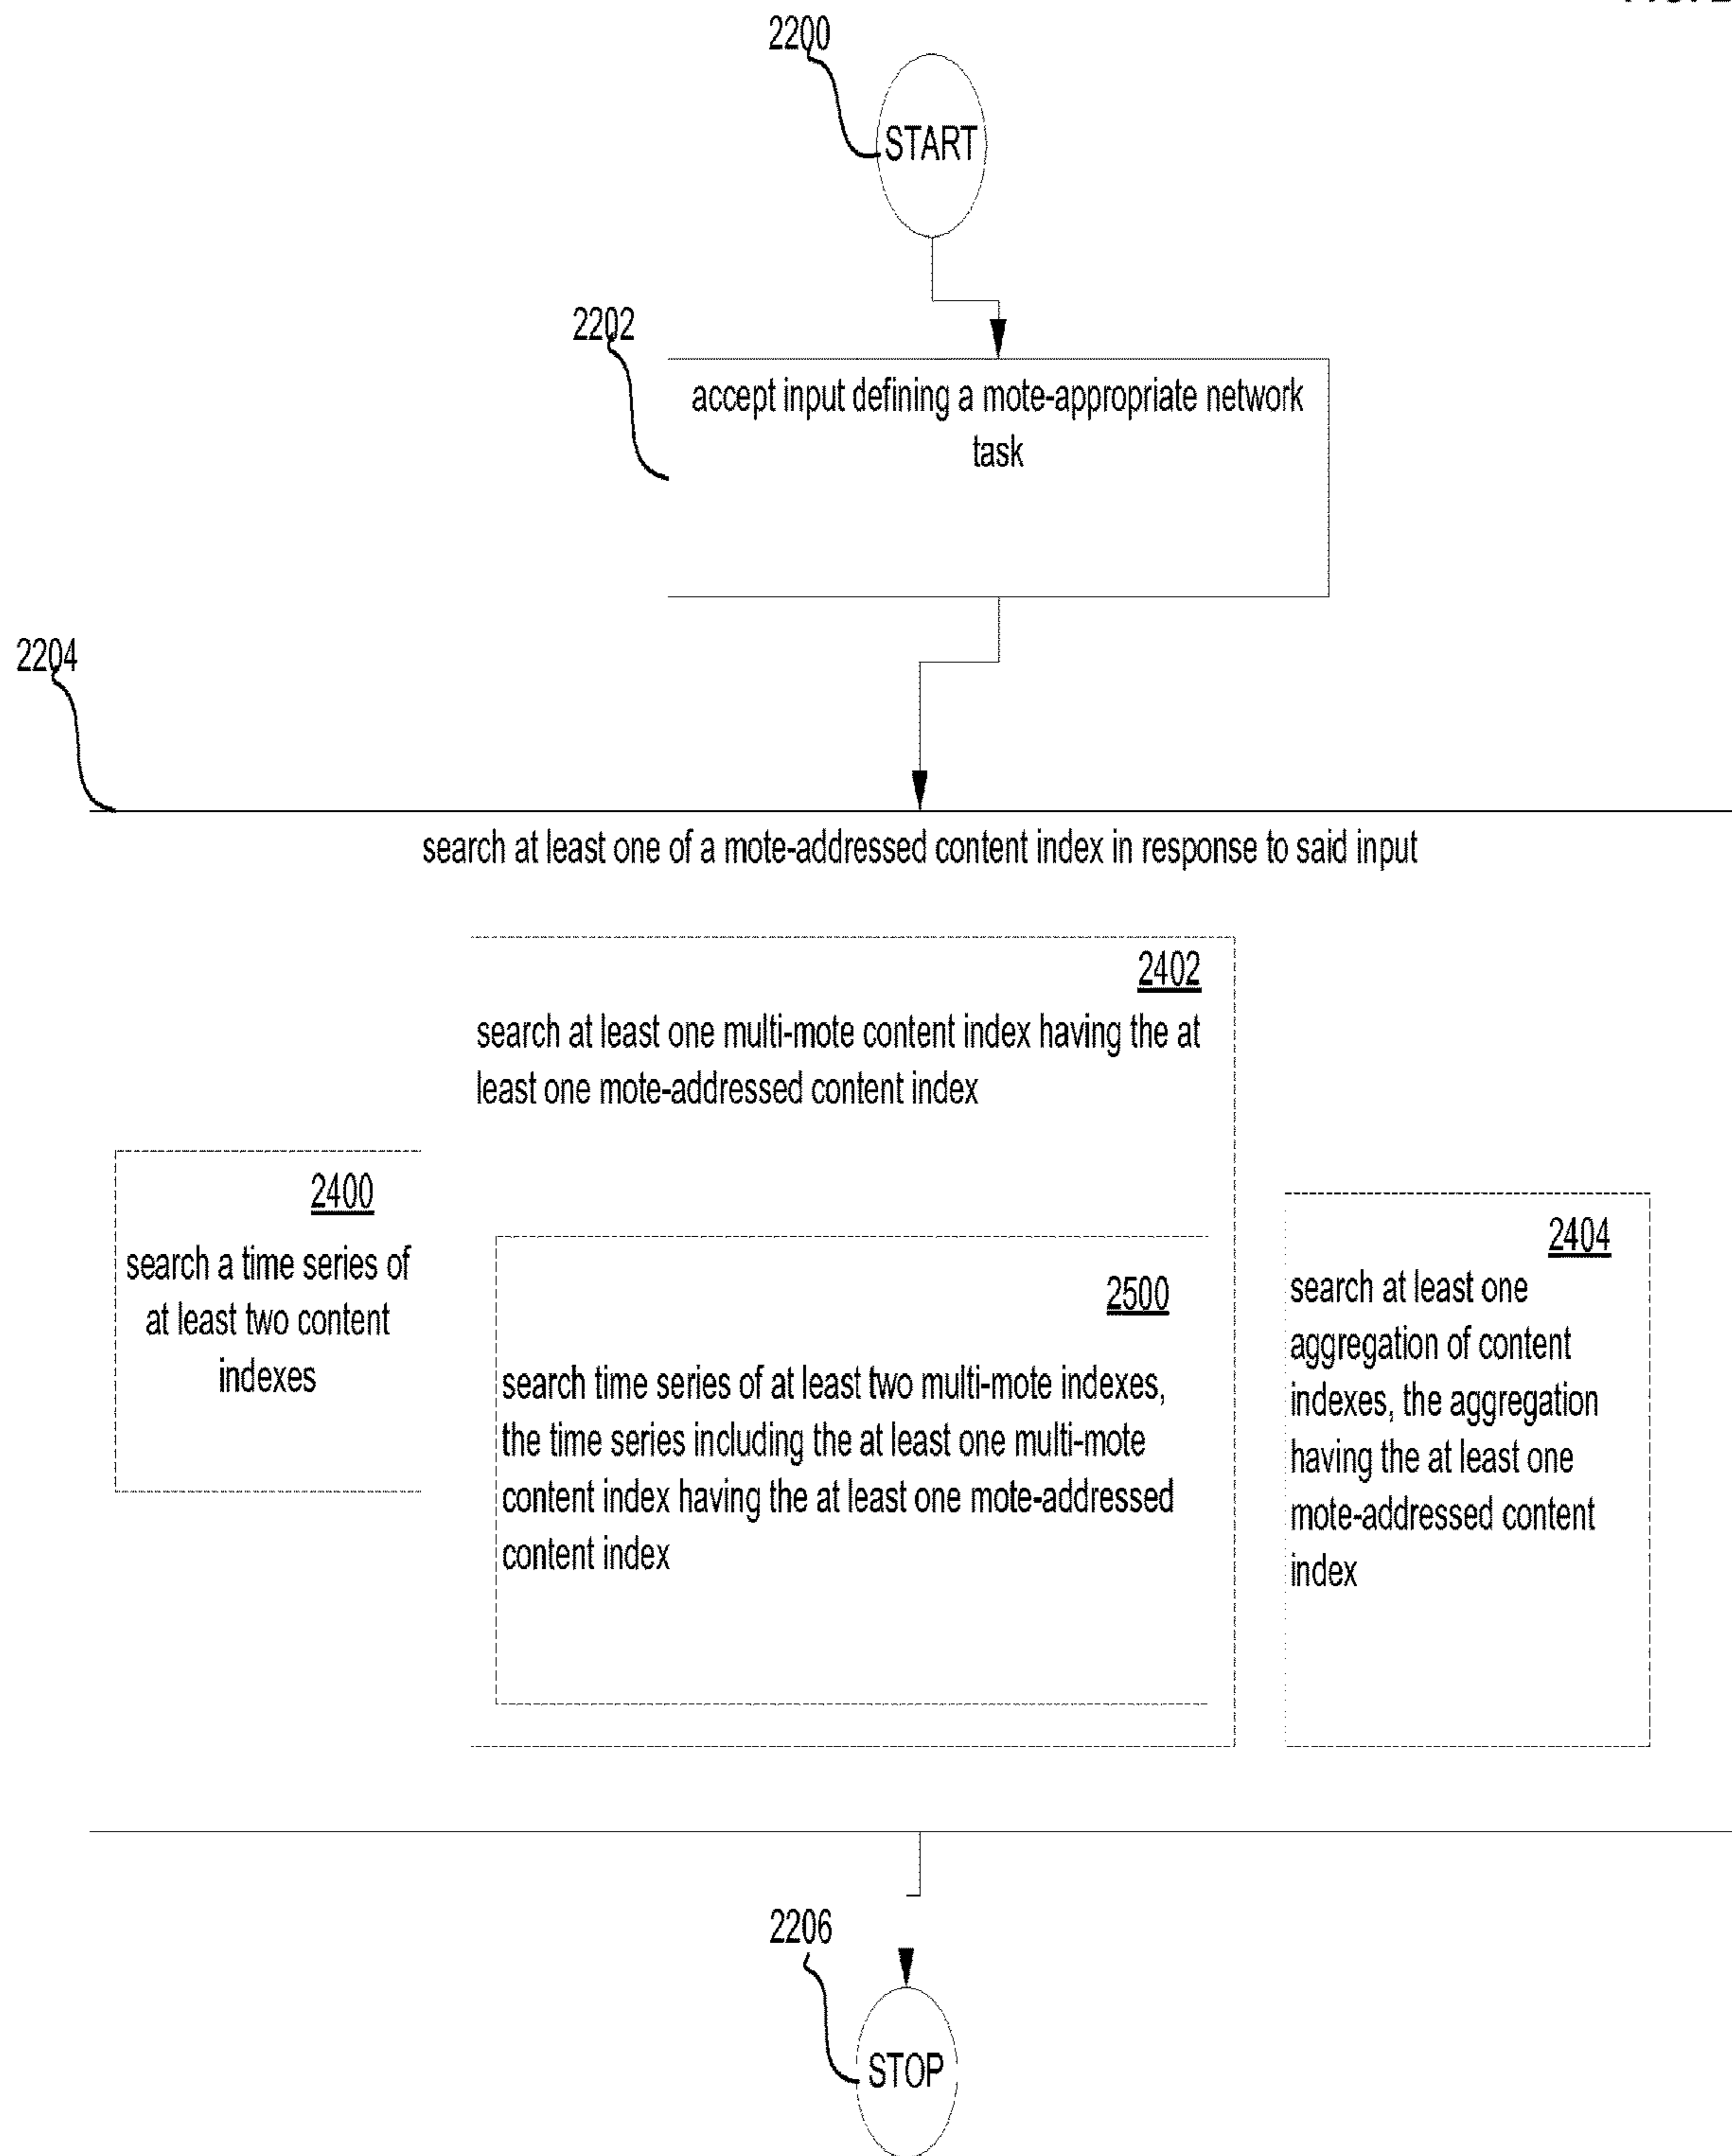 2200
START
2202
accept input defining a mote-appropriate network
task
2204
search at least one of a mote-addressed content index in response to said input
2402
search at least one multi-mote content index having the at
least one mote-addressed content index
2400
search a time series of
at least two content
indexes
2500
search time series of at least two multi-mote indexes,
the time series including the at least one multi-mote
content index having the at least one mote-addressed
content index
2404
search at least one
aggregation of content
indexes, the aggregation
having the at least one
mote-addressed content
index
2206
STOP